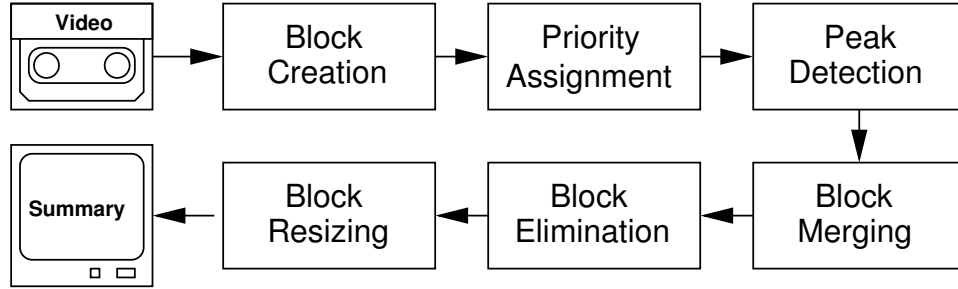 Video
Block
Creation
Priority
Assignment
Peak
Detection
Summary
Block
Resizing
Block
Elimination
Block
Merging